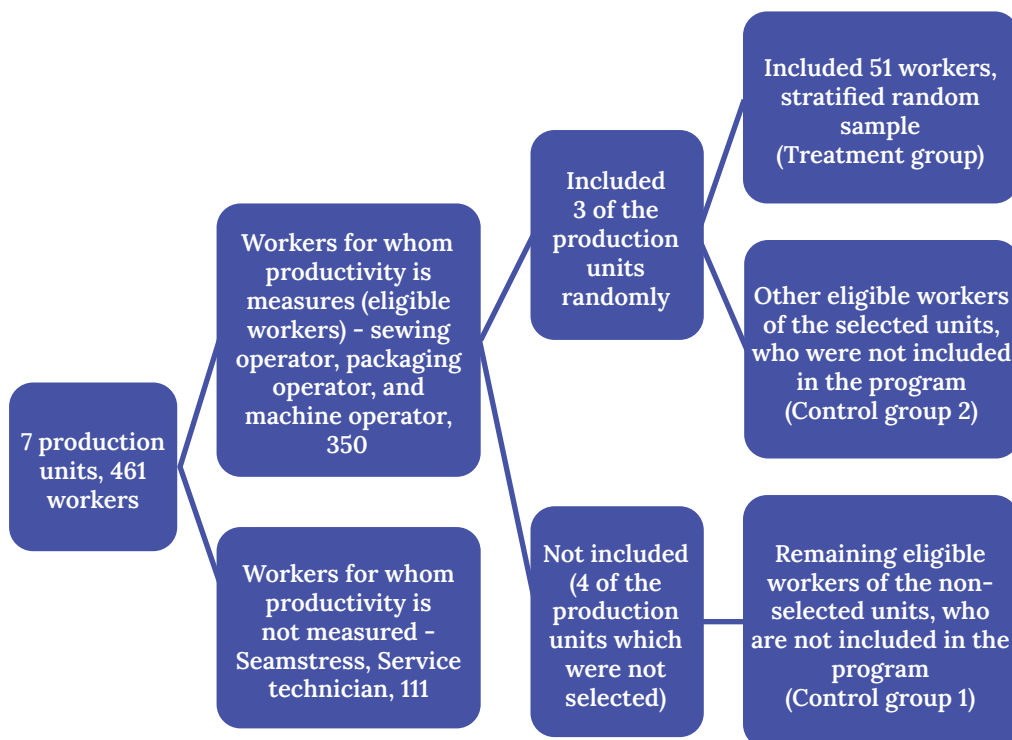 7 production
units, 461
workers
Workers for whom
productivity is
measures (eligible
workers) - sewing
operator, packaging
operator, and
machine operator,
350
Workers for whom
productivity is
not measured -
Seamstress, Service
technician, 111
Included
3 of the
production
units
randomly
Not included
(4 of the
production
units which
were not
selected)
Included 51 workers,
stratified random
sample
(Treatment group)
Other eligible workers
of the selected units,
who were not included
in the program
(Control group 2)
Remaining eligible
workers of the non-
selected units, who
are not included in the
program
(Control group 1)